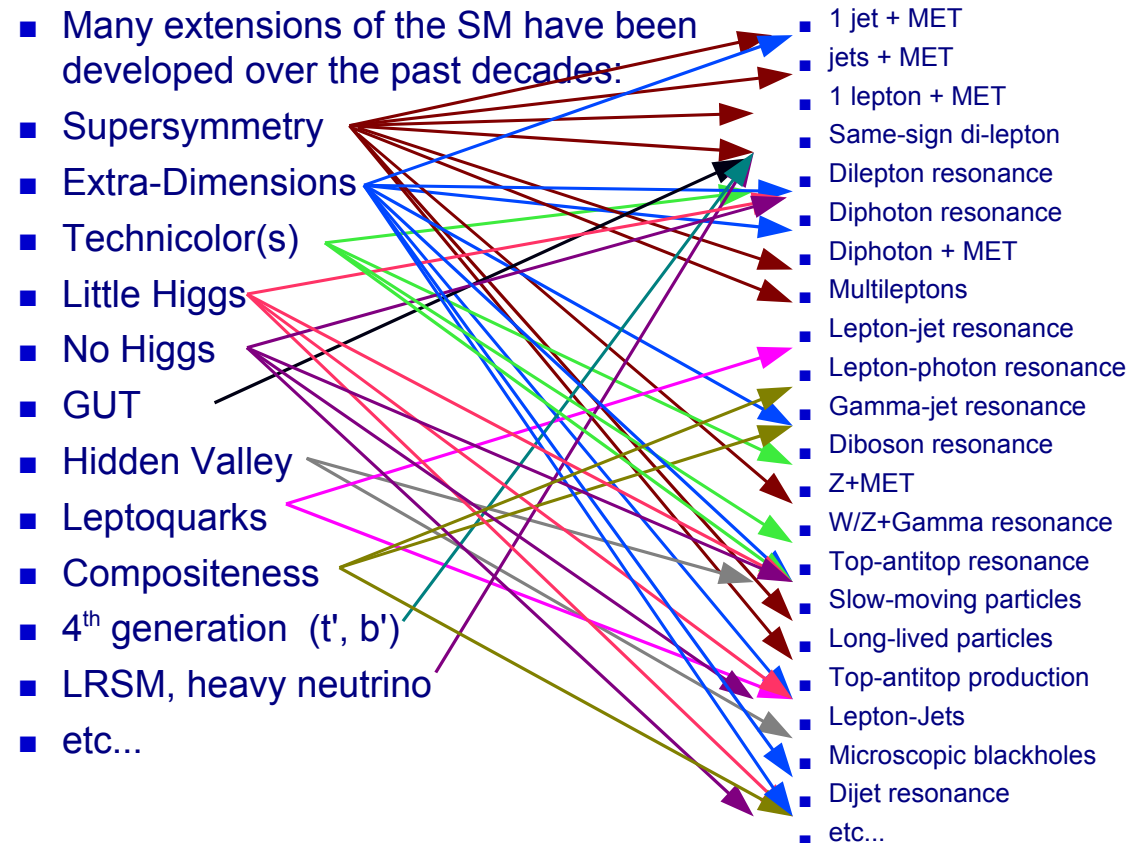 Many extensions of the SM have been
developed over the past decades:
Supersymmetry
Extra-Dimensions
Technicolor(s)
Little Higgs
No Higgs
GUT
Hidden Valley
Leptoquarks
Compositeness
4th generation (t', b')
LRSM, heavy neutrino
etc...
1 jet + MET
jets + MET
1 lepton + MET
Same-sign di-lepton
Dilepton resonance
Diphoton resonance
Diphoton + MET
Multileptons
Lepton-jet resonance
Lepton-photon resonance
Gamma-jet resonance
Diboson resonance
Z+MET
W/Z+Gamma resonance
Top-antitop resonance
Slow-moving particles
Long-lived particles
Top-antitop production
Lepton-Jets
Microscopic blackholes
Dijet resonance
etc...